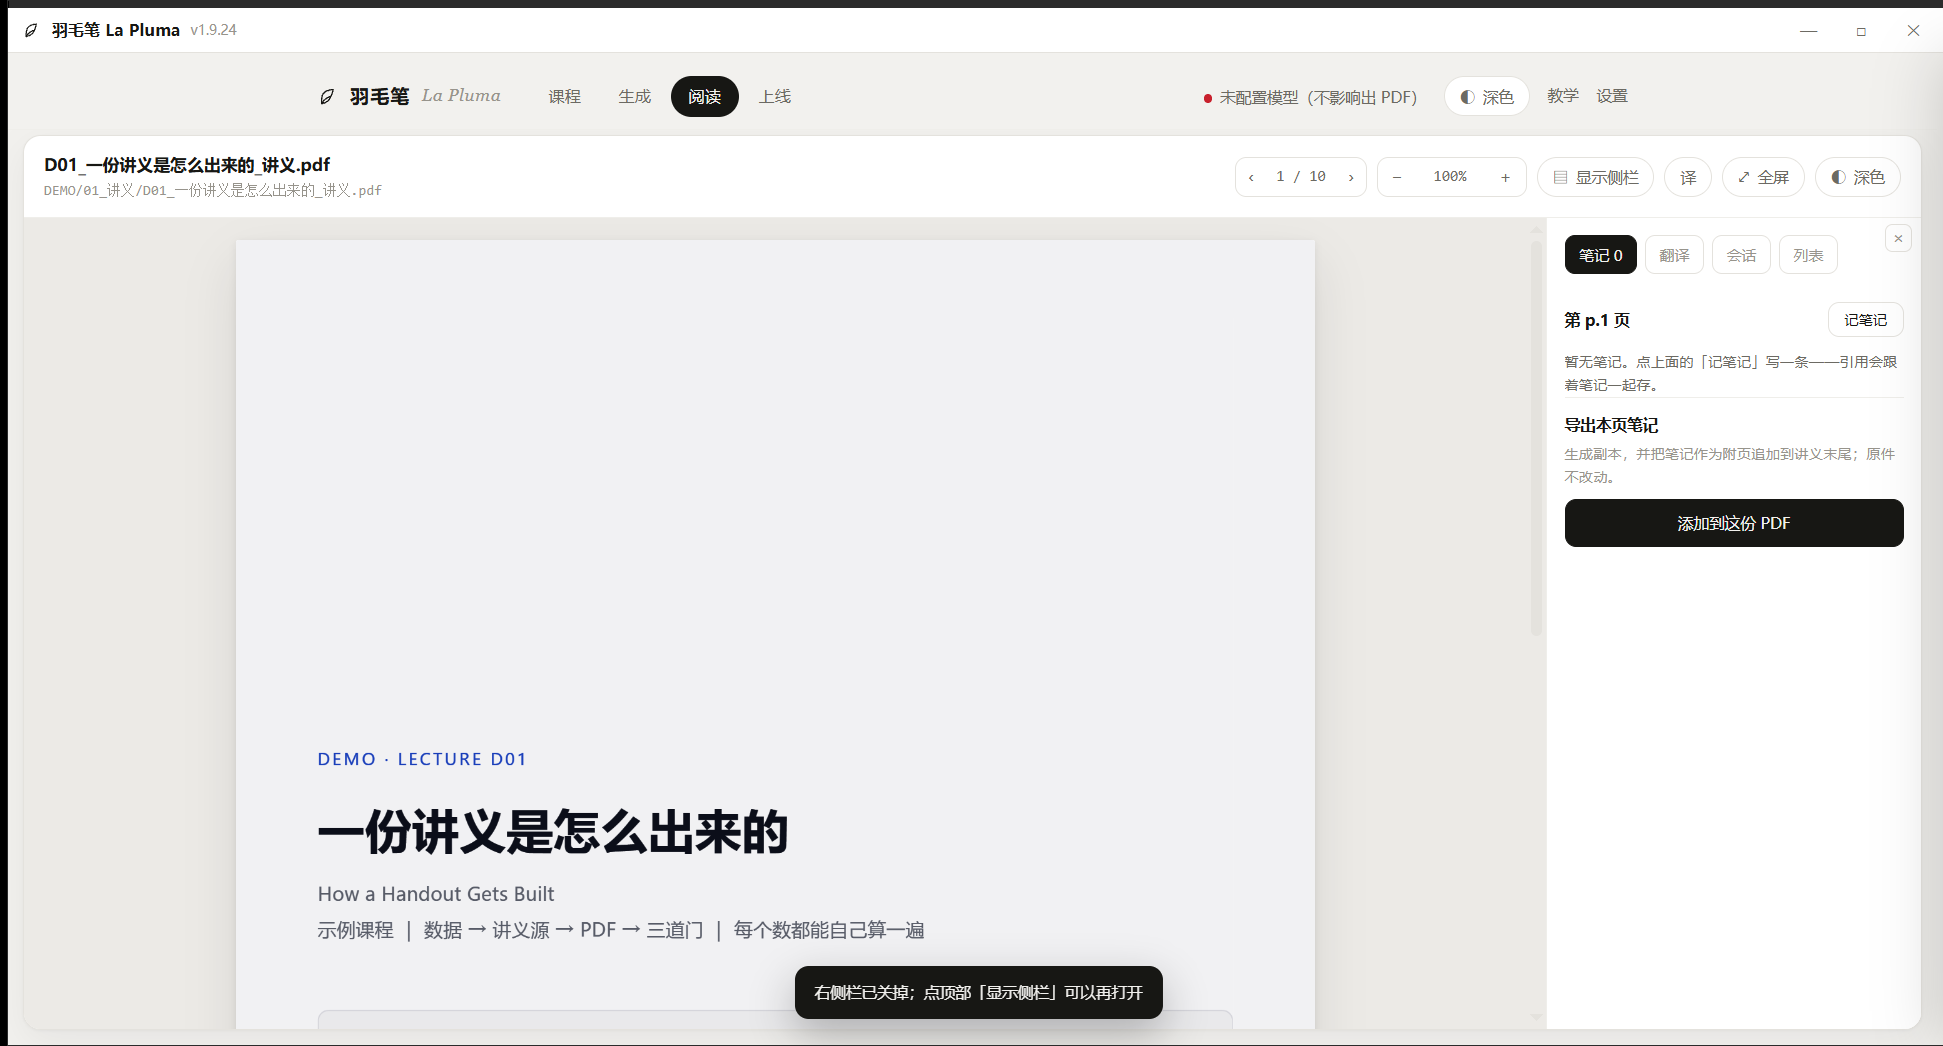 羽毛笔 La Pluma v1.9.24
羽毛笔 La Pluma 课程 生成 阅读 上线 未配置模型（不影响出 PDF） 深色 教学 设置
D01_一份讲义是怎么出来的_讲义.pdf
DEMO/01_讲义/D01_一份讲义是怎么出来的_讲义.pdf
‹ 1 / 10 › − 100% + 显示侧栏 译 全屏 深色
笔记 0 翻译 会话 列表 ×
第 p.1 页 记笔记
暂无笔记。点上面的「记笔记」写一条——引用会跟
着笔记一起存。
导出本页笔记
生成副本，并把笔记作为附页追加到讲义末尾；原件
不改动。
添加到这份 PDF
DEMO · LECTURE D01
一份讲义是怎么出来的
How a Handout Gets Built
示例课程 | 数据 → 讲义源 → PDF → 三道门 | 每个数都能自己算一遍
右侧栏已关掉；点顶部「显示侧栏」可以再打开